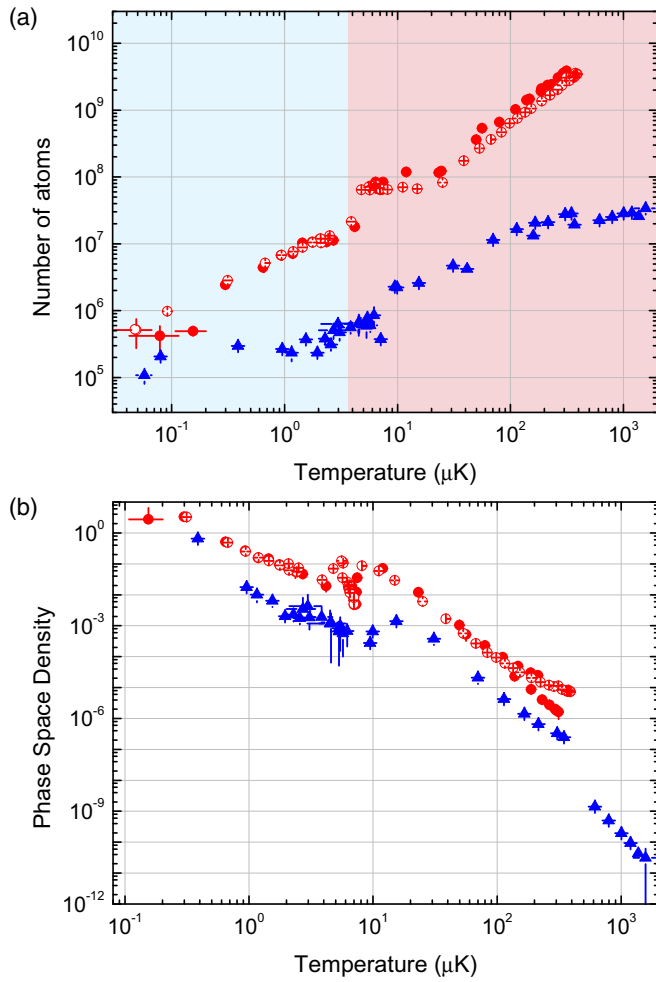 (a)
10^10
10^9
10^8
10^7
10^6
10^5
Number of atoms
10^-1 10^0 10^1 10^2 10^3
Temperature (μK)
(b)
10^0
10^-3
10^-6
10^-9
10^-12
Phase Space Density
10^-1 10^0 10^1 10^2 10^3
Temperature (μK)